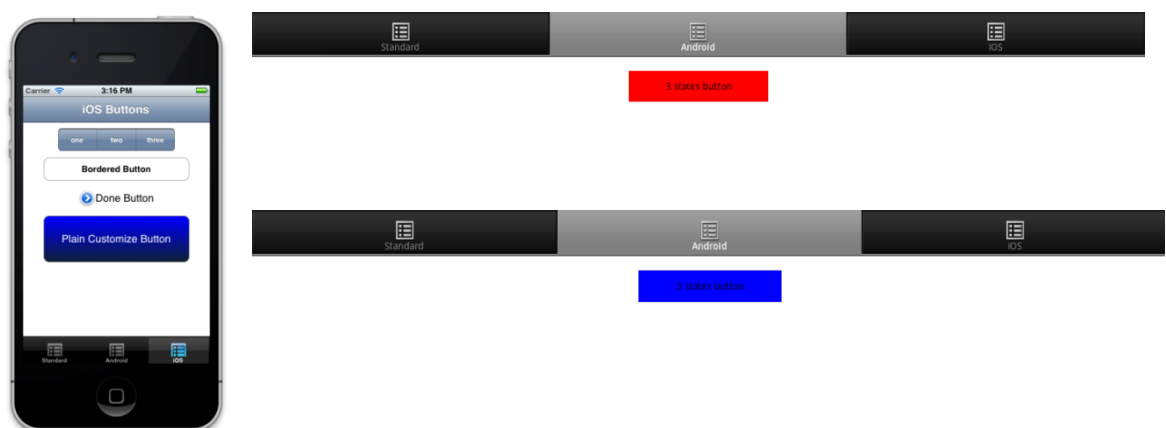 Carrier 3:16 PM
iOS Buttons
one two three
Bordered Button
Done Button
Plain Customize Button
Standard Android iOS
Standard Android iOS
3 states button
Standard Android iOS
3 states button